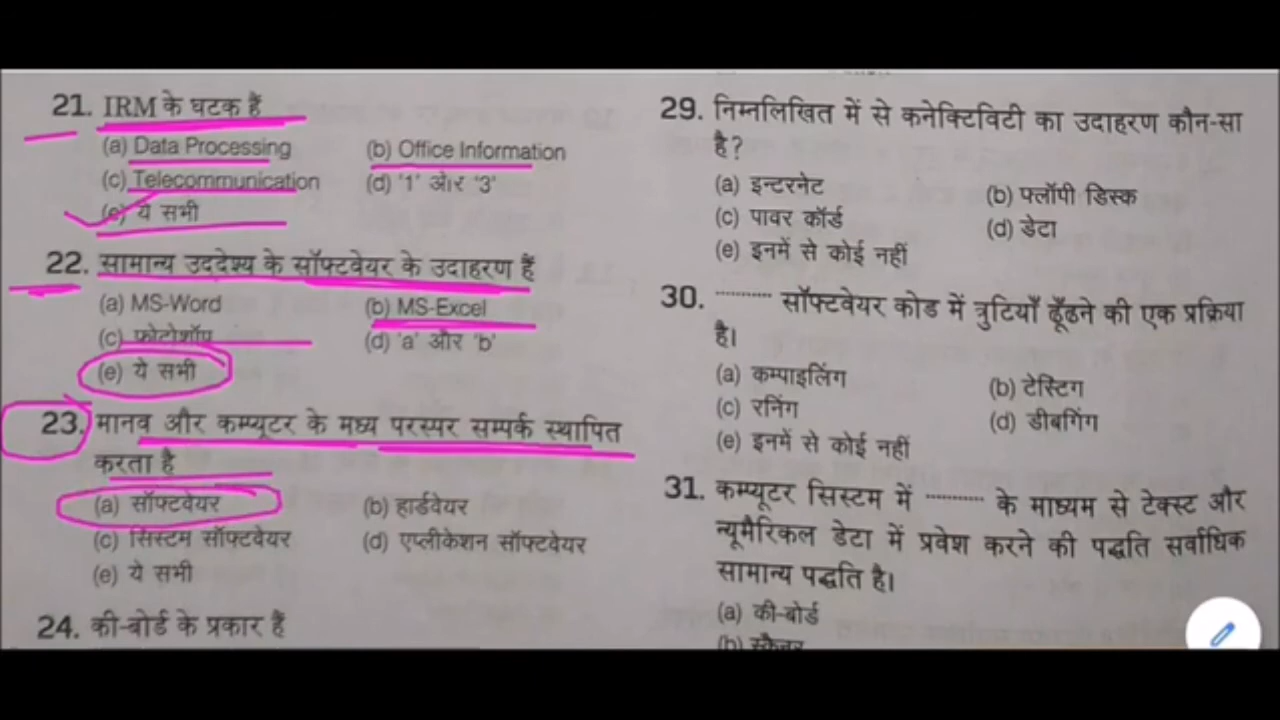 21. IRM के घटक हैं
(a) Data Processing (b) Office Information
(c) Telecommunication (d) '1' और '3'
(e) ये सभी
22. सामान्य उददेश्य के सॉफ्टवेयर के उदाहरण हैं
(a) MS-Word (b) MS-Excel
(c) फोटोशॉप (d) 'a' और 'b'
(e) ये सभी
23. मानव और कम्प्यूटर के मध्य परस्पर सम्पर्क स्थापित
करता है
(a) सॉफ्टवेयर (b) हार्डवेयर
(c) सिस्टम सॉफ्टवेयर (d) एप्लीकेशन सॉफ्टवेयर
(e) ये सभी
24. की-बोर्ड के प्रकार हैं
29. निम्नलिखित में से कनेक्टिविटी का उदाहरण कौन-सा
है?
(a) इन्टरनेट (b) फ्लॉपी डिस्क
(c) पावर कॉर्ड (d) डेटा
(e) इनमें से कोई नहीं
30. ........... सॉफ्टवेयर कोड में त्रुटियाँ ढूँढने की एक प्रक्रिया
है।
(a) कम्पाइलिंग (b) टेस्टिंग
(c) रनिंग (d) डीबगिंग
(e) इनमें से कोई नहीं
31. कम्प्यूटर सिस्टम में ........... के माध्यम से टेक्स्ट और
न्यूमैरिकल डेटा में प्रवेश करने की पद्धति सर्वाधिक
सामान्य पद्धति है।
(a) की-बोर्ड
(b) स्कैनर